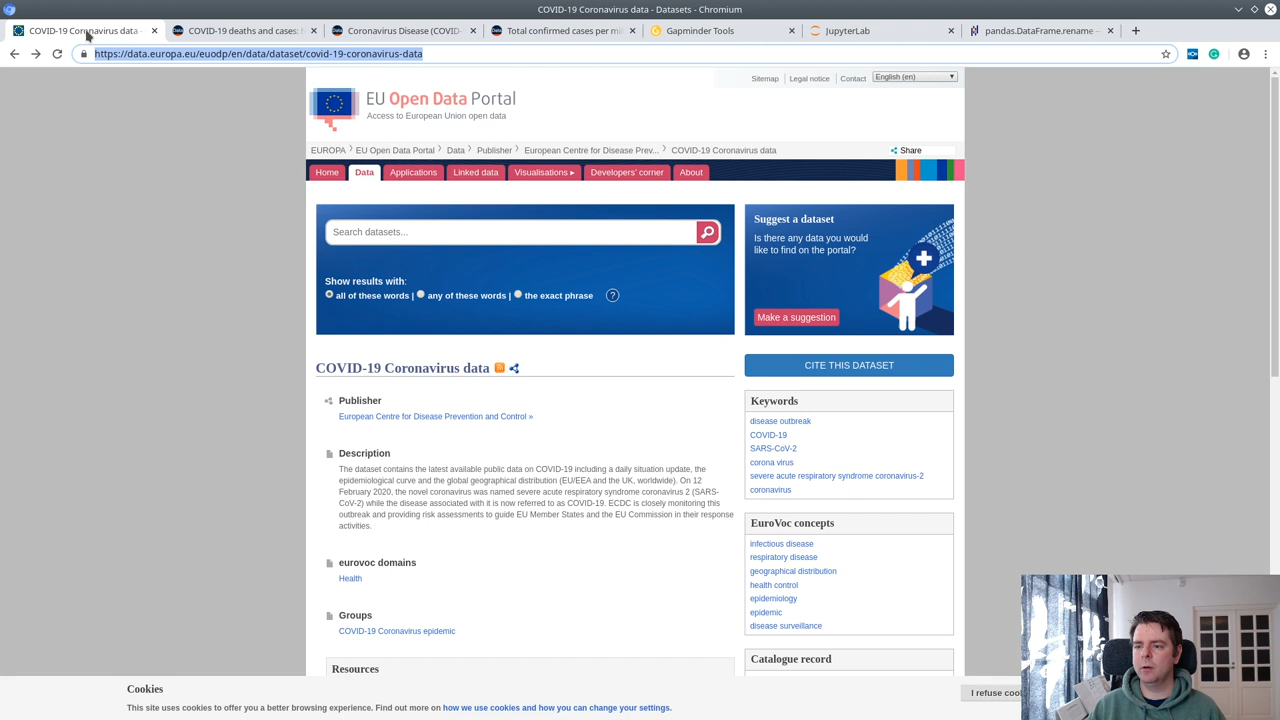 COVID-19 Coronavirus data - Datasets - Chromium
COVID-19 Coronavirus data - 
COVID-19 deaths and cases:
Coronavirus Disease (COVID-
Total confirmed cases per mi
Gapminder Tools
JupyterLab
pandas.DataFrame.rename —
https://data.europa.eu/euodp/en/data/dataset/covid-19-coronavirus-data
Sitemap | Legal notice | Contact English (en)
EU Open Data Portal
Access to European Union open data
EUROPA > EU Open Data Portal > Data > Publisher > European Centre for Disease Prev... > COVID-19 Coronavirus data
Share
Home Data Applications Linked data Visualisations ▸ Developers' corner About
Search datasets...
Show results with:
all of these words | any of these words | the exact phrase ?
Suggest a dataset
Is there any data you would
like to find on the portal?
Make a suggestion
COVID-19 Coronavirus data
Publisher
European Centre for Disease Prevention and Control »
Description
The dataset contains the latest available public data on COVID-19 including a daily situation update, the
epidemiological curve and the global geographical distribution (EU/EEA and the UK, worldwide). On 12
February 2020, the novel coronavirus was named severe acute respiratory syndrome coronavirus 2 (SARS-
CoV-2) while the disease associated with it is now referred to as COVID-19. ECDC is closely monitoring this
outbreak and providing risk assessments to guide EU Member States and the EU Commission in their response
activities.
eurovoc domains
Health
Groups
COVID-19 Coronavirus epidemic
Resources
CITE THIS DATASET
Keywords
disease outbreak
COVID-19
SARS-CoV-2
corona virus
severe acute respiratory syndrome coronavirus-2
coronavirus
EuroVoc concepts
infectious disease
respiratory disease
geographical distribution
health control
epidemiology
epidemic
disease surveillance
Catalogue record
Cookies
This site uses cookies to offer you a better browsing experience. Find out more on how we use cookies and how you can change your settings.
I refuse cool